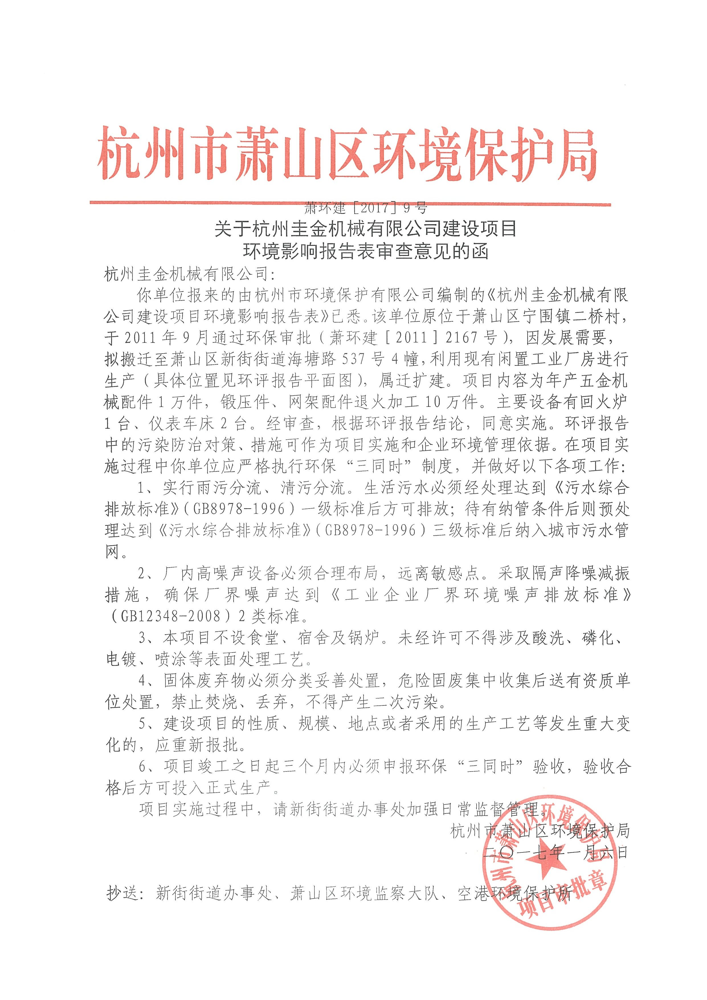 杭州市萧山区环境保护局
萧环建［2017］9 号
关于杭州圭金机械有限公司建设项目
环境影响报告表审查意见的函
杭州圭金机械有限公司：
你单位报来的由杭州市环境保护有限公司编制的《杭州圭金机械有限
公司建设项目环境影响报告表》已悉。该单位原位于萧山区宁围镇二桥村，
于 2011 年 9 月通过环保审批（萧环建［2011］2167 号），因发展需要，
拟搬迁至萧山区新街街道海塘路 537 号 4 幢，利用现有闲置工业厂房进行
生产（具体位置见环评报告平面图），属迁扩建。项目内容为年产五金机
械配件 1 万件，锻压件、网架配件退火加工 10 万件。主要设备有回火炉
1 台、仪表车床 2 台。经审查，根据环评报告结论，同意实施。环评报告
中的污染防治对策、措施可作为项目实施和企业环境管理依据。在项目实
施过程中你单位应严格执行环保“三同时”制度，并做好以下各项工作：
1、实行雨污分流、清污分流。生活污水必须经处理达到《污水综合
排放标准》（GB8978-1996）一级标准后方可排放；待有纳管条件后则预处
理达到《污水综合排放标准》（GB8978-1996）三级标准后纳入城市污水管
网。
2、厂内高噪声设备必须合理布局，远离敏感点。采取隔声降噪减振
措施，确保厂界噪声达到《工业企业厂界环境噪声排放标准》
（GB12348-2008）2 类标准。
3、本项目不设食堂、宿舍及锅炉。未经许可不得涉及酸洗、磷化、
电镀、喷涂等表面处理工艺。
4、固体废弃物必须分类妥善处置，危险固废集中收集后送有资质单
位处置，禁止焚烧、丢弃，不得产生二次污染。
5、建设项目的性质、规模、地点或者采用的生产工艺等发生重大变
化的，应重新报批。
6、项目竣工之日起三个月内必须申报环保“三同时”验收，验收合
格后方可投入正式生产。
项目实施过程中，请新街街道办事处加强日常监督管理。
杭州市萧山区环境保护局
二〇一七年一月六日
杭州市萧山区环境保护局
项目审批章
抄送：新街街道办事处、萧山区环境监察大队、空港环境保护所